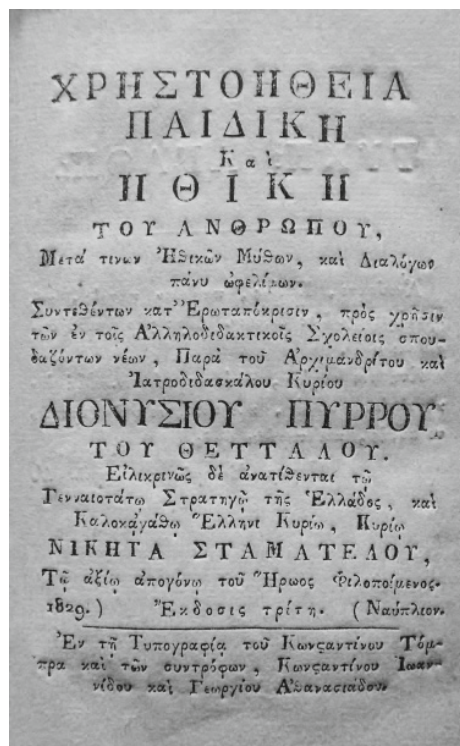 ΧΡΗΣΤΟΗΘΕΙΑ
ΠΑΙΔΙΚΗ
Καὶ
ΗΘΙΚΗ
ΤΟΥ ΑΝΘΡΩΠΟΥ,
Μετά τινων Ἠθικῶν Μύθων, καὶ Διαλόγων
πάνυ ὠφελίμων.
Συντεθέντων κατ' Ἐρωταπόκρισιν, πρὸς χρῆσιν
τῶν ἐν τοῖς Ἀλληλοδιδακτικοῖς Σχολείοις σπου-
δαζόντων νέων, Παρὰ τοῦ Ἀρχιμανδρίτου καὶ
Ἰατροδιδασκάλου Κυρίου
ΔΙΟΝΥΣΙΟΥ ΠΥΡΡΟΥ
ΤΟΥ ΘΕΤΤΑΛΟΥ.
Εἰλικρινῶς δὲ ἀνατίθενται τῷ
Γενναιοτάτῳ Στρατηγῷ τῆς Ἑλλάδος, καὶ
Καλοκἀγάθῳ Ἕλληνι Κυρίῳ, Κυρίῳ
ΝΙΚΗΤΑ ΣΤΑΜΑΤΕΛΟΥ,
Τῷ ἀξίῳ ἀπογόνῳ τοῦ Ἥρωος Φιλοποίμενος.
1829.) Ἔκδοσις τρίτη. (Ναύπλιον.
Ἐν τῇ Τυπογραφίᾳ τοῦ Κωνϛαντίνου Τόμ-
πρα καὶ τῶν συντρόφων, Κωνϛαντίνου Ἰωαν-
νίδου καὶ Γεωργίου Ἀθανασιάδου.